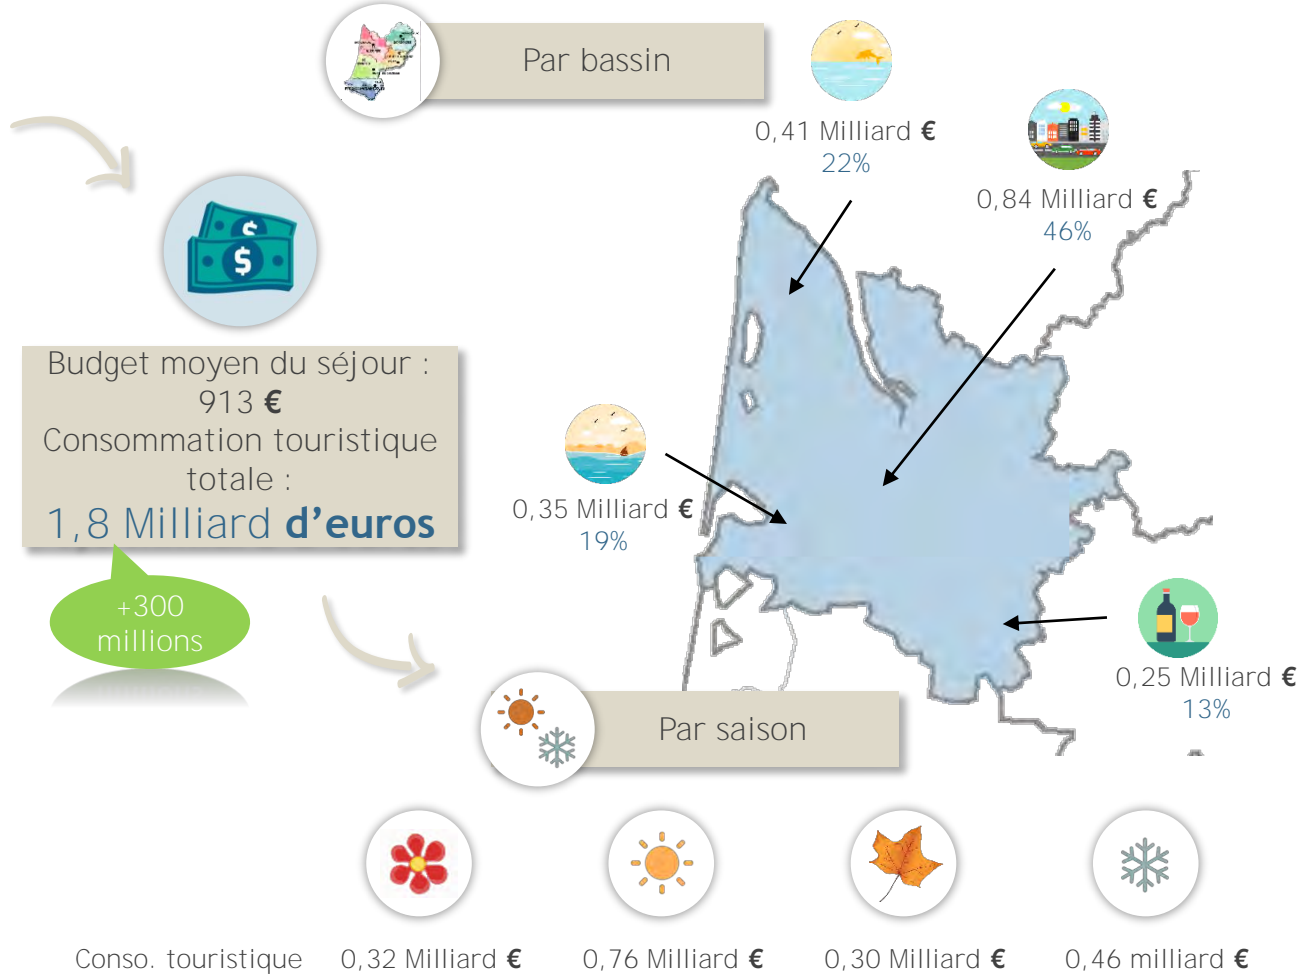 Par bassin
0,41 Milliard €
22%
0,84 Milliard €
46%
Budget moyen du séjour :
913 €
Consommation touristique
totale :
1,8 Milliard d’euros
+300
millions
0,35 Milliard €
19%
0,25 Milliard €
13%
Par saison
Conso. touristique
0,32 Milliard €
0,76 Milliard €
0,30 Milliard €
0,46 milliard €